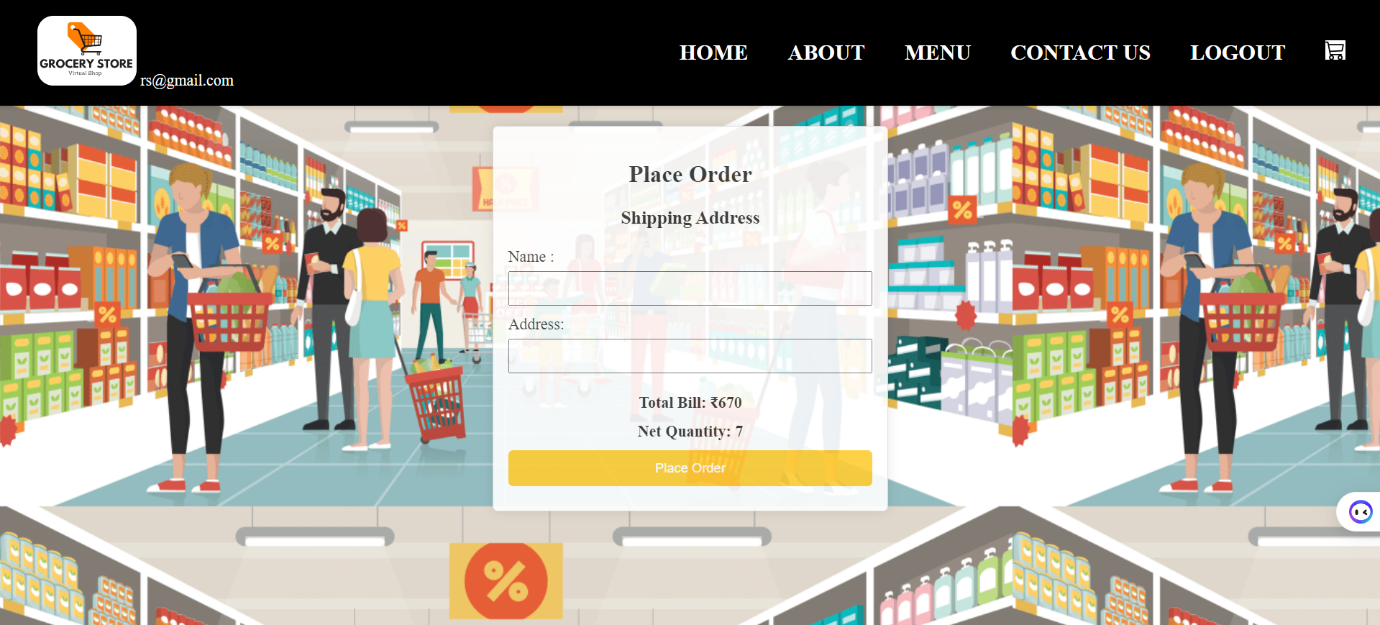 GROCERY STORE
Virtual Shop
rs@gmail.com
HOME ABOUT MENU CONTACT US LOGOUT
Place Order
Shipping Address
Name :
Address:
Total Bill: ₹670
Net Quantity: 7
Place Order
%
%
%
%
%
%